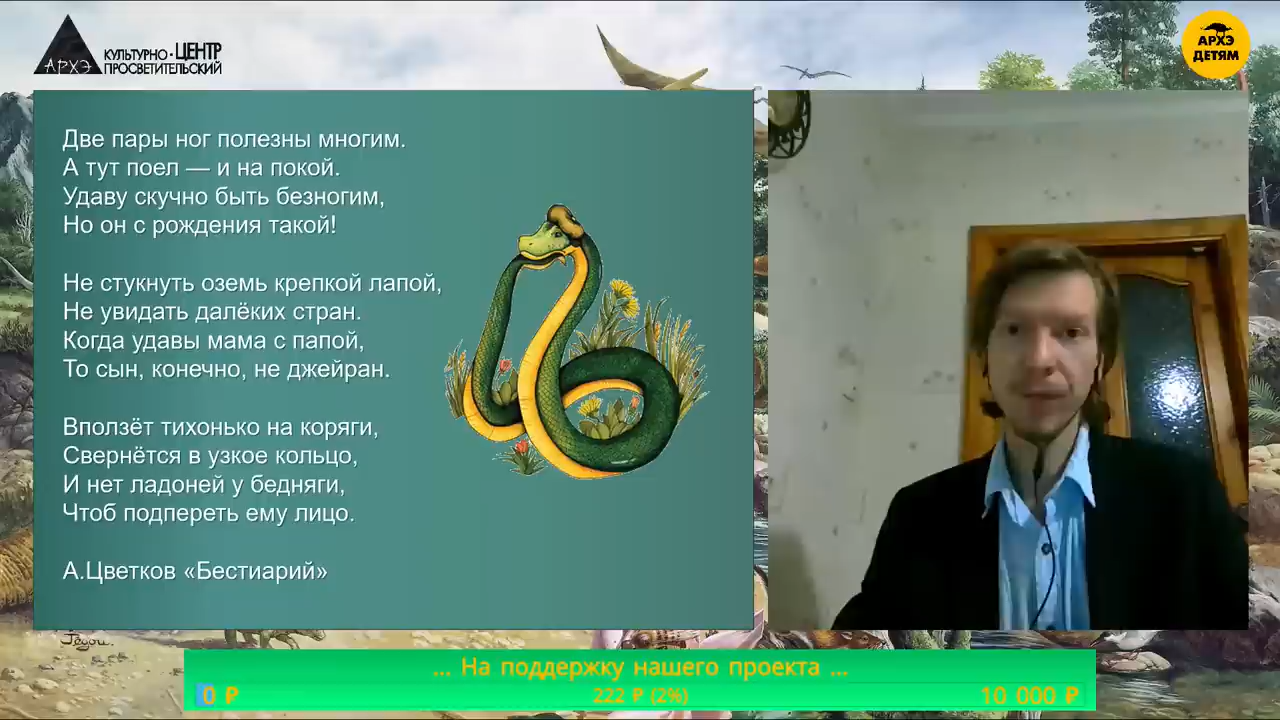 АРХЭ
КУЛЬТУРНО-ЦЕНТР
ПРОСВЕТИТЕЛЬСКИЙ
АРХЭ
ДЕТЯМ
Две пары ног полезны многим.
А тут поел — и на покой.
Удаву скучно быть безногим,
Но он с рождения такой!
Не стукнуть оземь крепкой лапой,
Не увидать далёких стран.
Когда удавы мама с папой,
То сын, конечно, не джейран.
Вползёт тихонько на коряги,
Свернётся в узкое кольцо,
И нет ладоней у бедняги,
Чтоб подпереть ему лицо.
А.Цветков «Бестиарий»
... На поддержку нашего проекта ...
0 ₽
222 ₽ (2%)
10 000 ₽